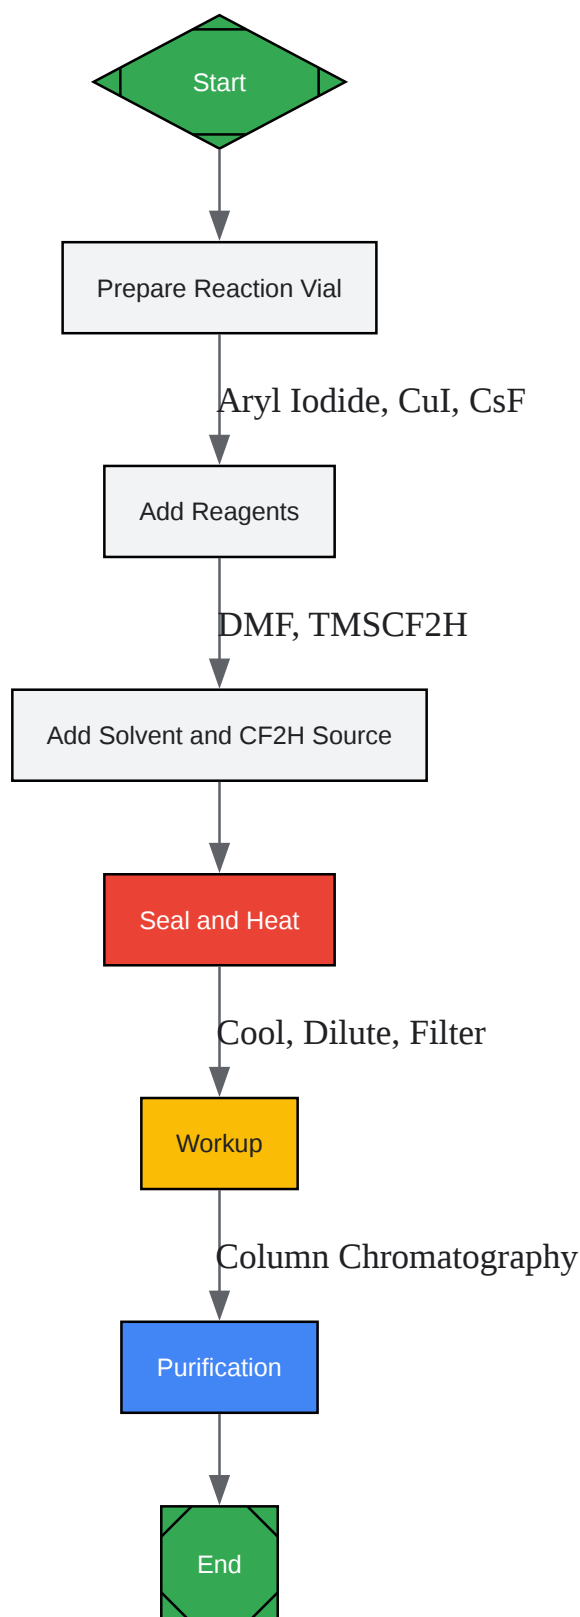 Start
Prepare Reaction Vial
Aryl Iodide, CuI, CsF
Add Reagents
DMF, TMSCF2H
Add Solvent and CF2H Source
Seal and Heat
Cool, Dilute, Filter
Workup
Column Chromatography
Purification
End